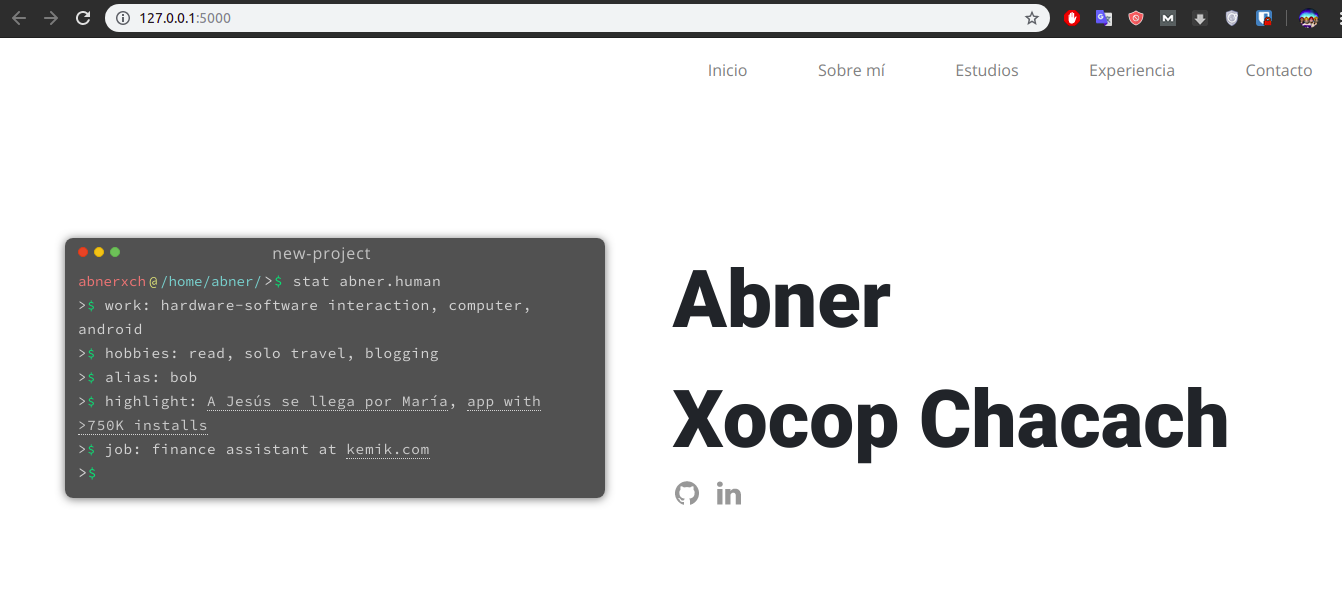 127.0.0.1:5000
Inicio Sobre mí Estudios Experiencia Contacto
new-project
abnerxch@/home/abner/>$ stat abner.human
>$ work: hardware-software interaction, computer,
android
>$ hobbies: read, solo travel, blogging
>$ alias: bob
>$ highlight: A Jesús se llega por María, app with
>750K installs
>$ job: finance assistant at kemik.com
>$
Abner
Xocop Chacach
in